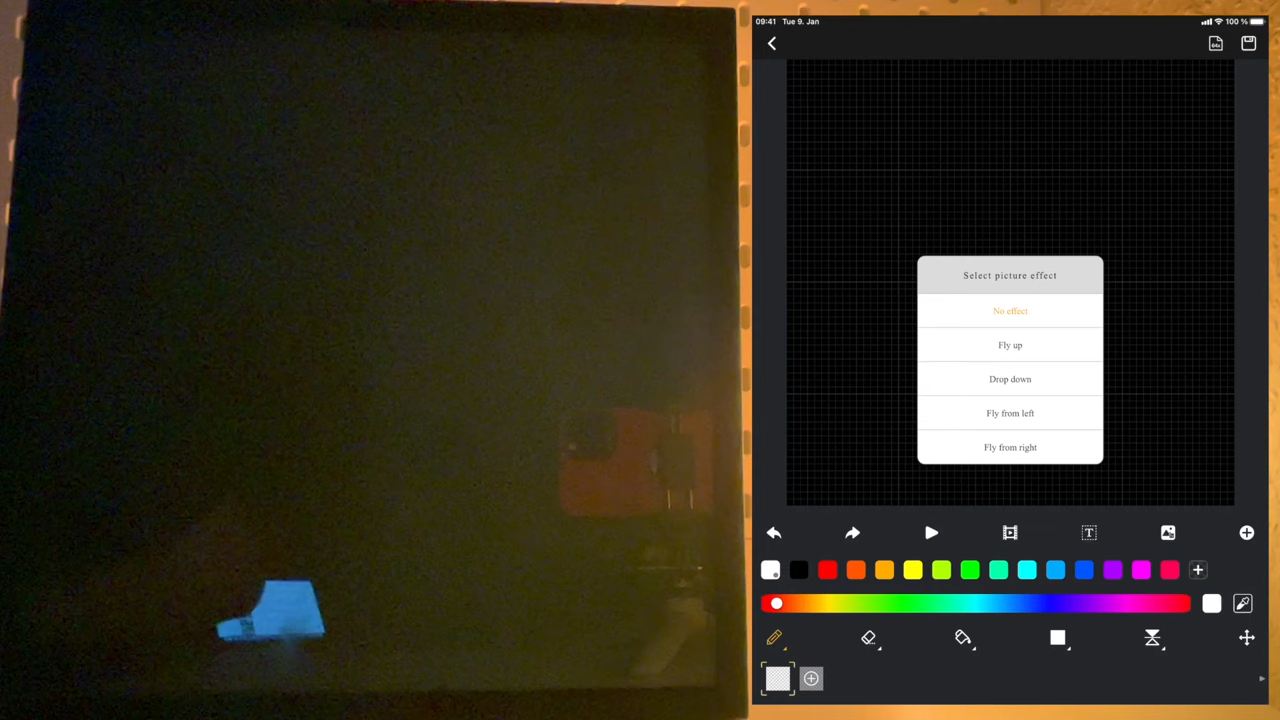 09:41 Tue 9. Jan
100 %
64x
Select picture effect
No effect
Fly up
Drop down
Fly from left
Fly from right
T